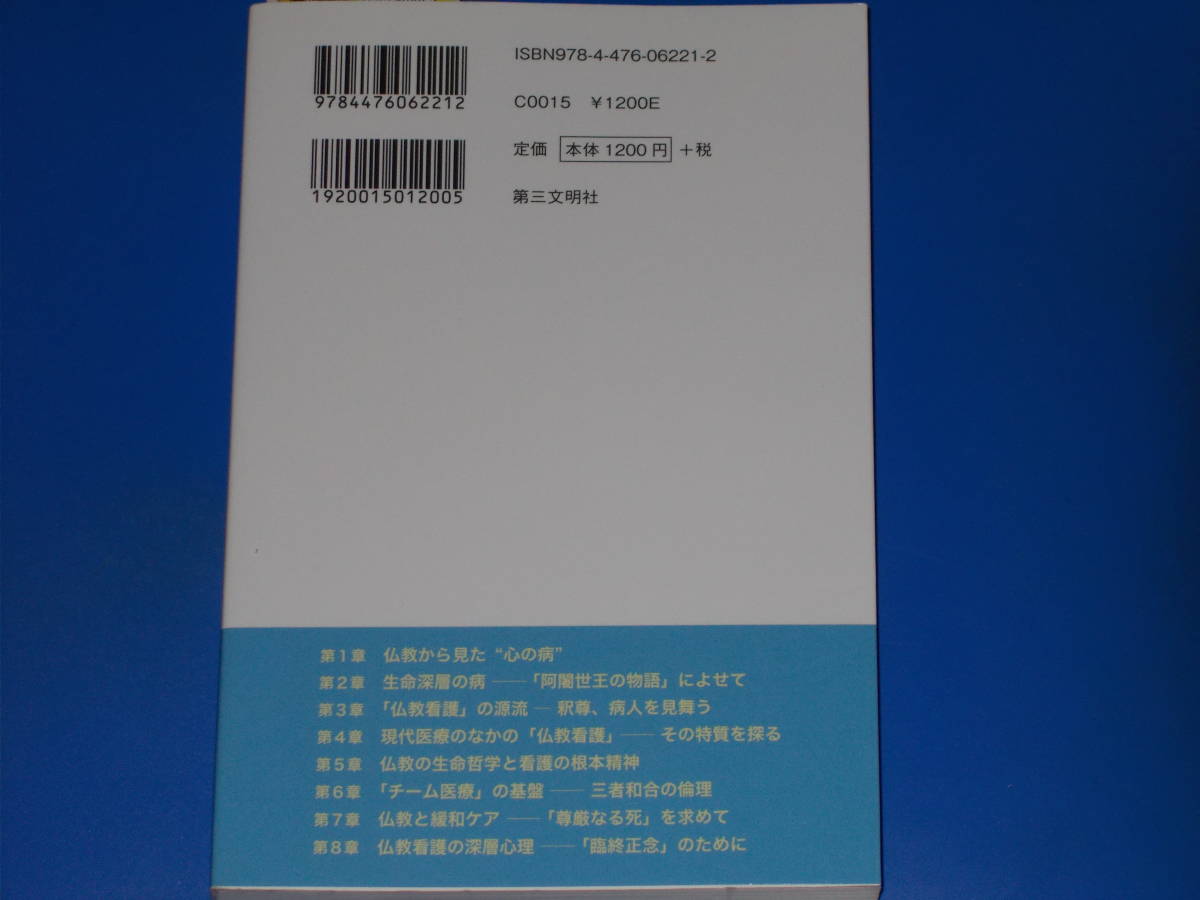 ISBN978-4-476-06221-2
9784476062212
C0015 ￥1200E
定価 本体1200円 +税
1920015012005
第三文明社
第1章 仏教から見た“心の病”
第2章 生命深層の病 ――「阿闍世王の物語」によせて
第3章 「仏教看護」の源流 ― 釈尊、病人を見舞う
第4章 現代医療のなかの「仏教看護」―― その特質を探る
第5章 仏教の生命哲学と看護の根本精神
第6章 「チーム医療」の基盤 ―― 三者和合の倫理
第7章 仏教と緩和ケア ――「尊厳なる死」を求めて
第8章 仏教看護の深層心理 ――「臨終正念」のために